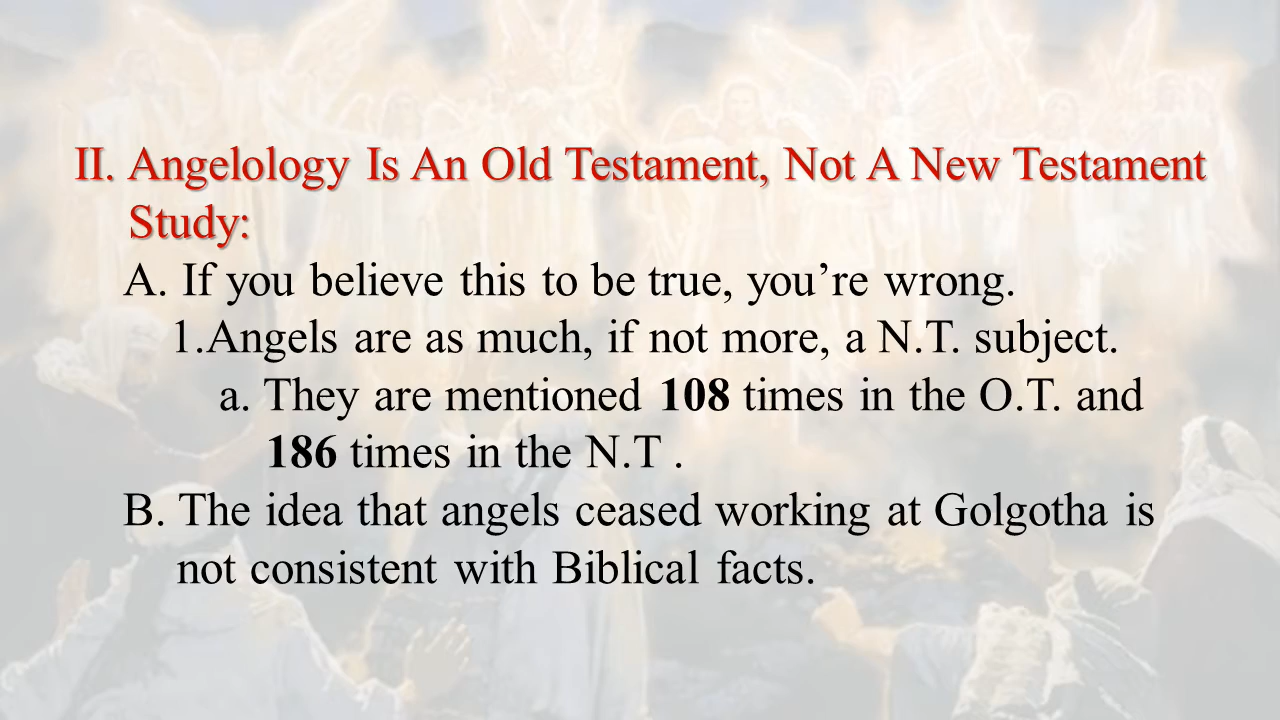 II. Angelology Is An Old Testament, Not A New Testament
Study:
A. If you believe this to be true, you’re wrong.
1.Angels are as much, if not more, a N.T. subject.
a. They are mentioned 108 times in the O.T. and
186 times in the N.T .
B. The idea that angels ceased working at Golgotha is
not consistent with Biblical facts.